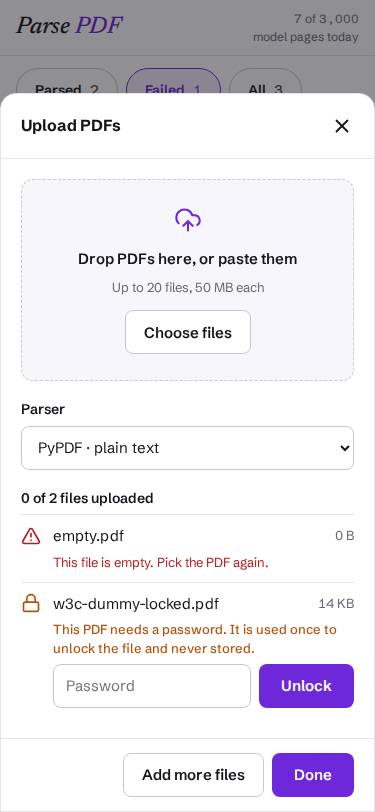 Parse PDF
7 of 3,000
model pages today
Parsed 2
Failed 1
All 3
Upload PDFs
Drop PDFs here, or paste them
Up to 20 files, 50 MB each
Choose files
Parser
PyPDF · plain text
0 of 2 files uploaded
empty.pdf
0 B
This file is empty. Pick the PDF again.
w3c-dummy-locked.pdf
14 KB
This PDF needs a password. It is used once to
unlock the file and never stored.
Password
Unlock
Add more files
Done